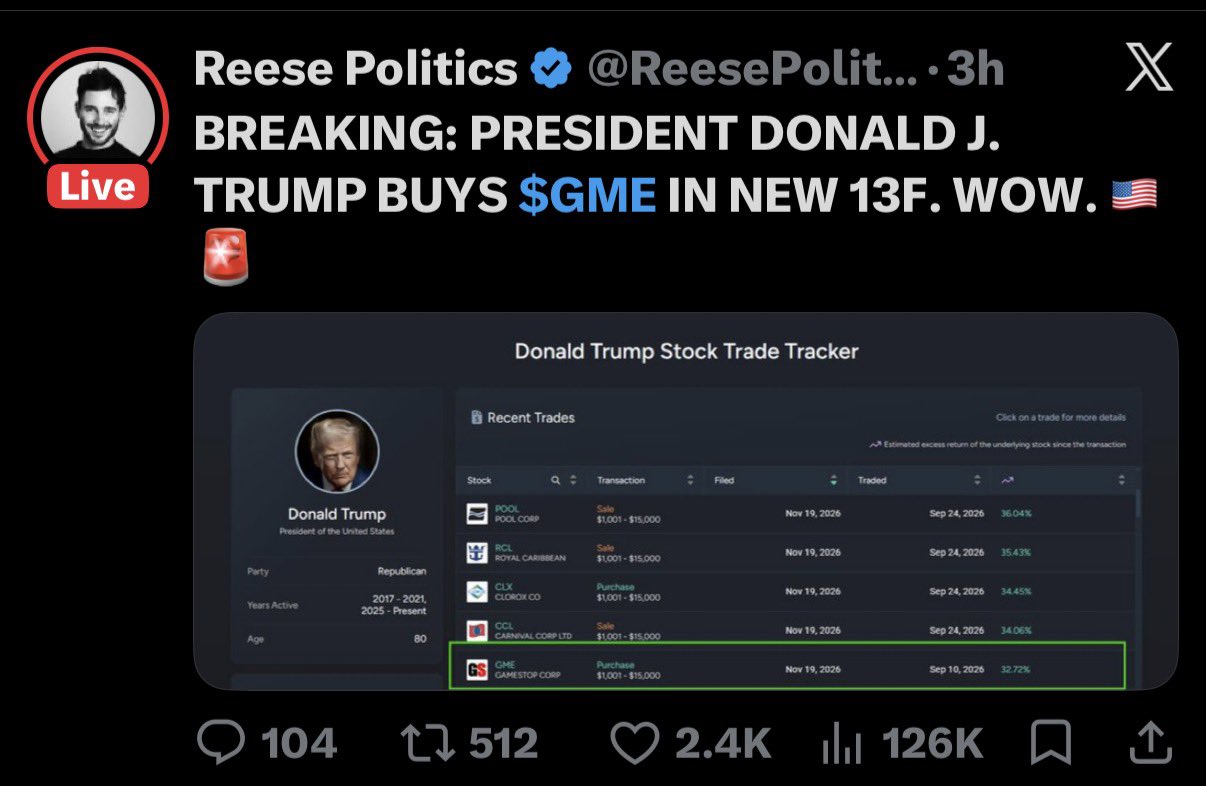 Reese Politics @ReesePolit... · 3h
BREAKING: PRESIDENT DONALD J.
TRUMP BUYS $GME IN NEW 13F. WOW. 🇺🇸
🚨
Live
Donald Trump Stock Trade Tracker
Donald Trump
President of the United States
Party Republican
Years Active 2017 - 2021,
2025 - Present
Age 80
Recent Trades Click on a trade for more details
Estimated excess return of the underlying stock since the transaction
Stock Transaction Filed Traded
POOL Sale
POOL CORP $1,001 - $15,000 Nov 19, 2026 Sep 24, 2026 36.04%
RCL Sale
ROYAL CARIBBEAN $1,001 - $15,000 Nov 19, 2026 Sep 24, 2026 35.43%
CLX Purchase
CLOROX CO $1,001 - $15,000 Nov 19, 2026 Sep 24, 2026 34.45%
CCL Sale
CARNIVAL CORP LTD $1,001 - $15,000 Nov 19, 2026 Sep 24, 2026 34.06%
GS GME Purchase
GAMESTOP CORP $1,001 - $15,000 Nov 19, 2026 Sep 10, 2026 32.72%
104 512 2.4K 126K